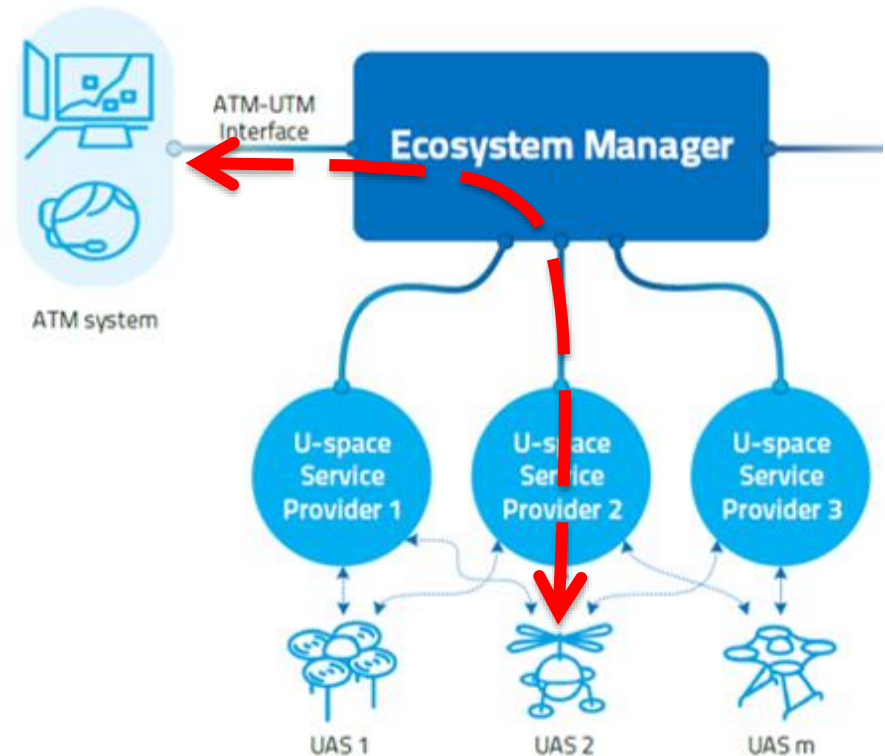 ATM-UTM
Interface
Ecosystem Manager
ATM system
U-space
Service
Provider 1
U-space
Service
Provider 2
U-space
Service
Provider 3
UAS 1
UAS 2
UAS m